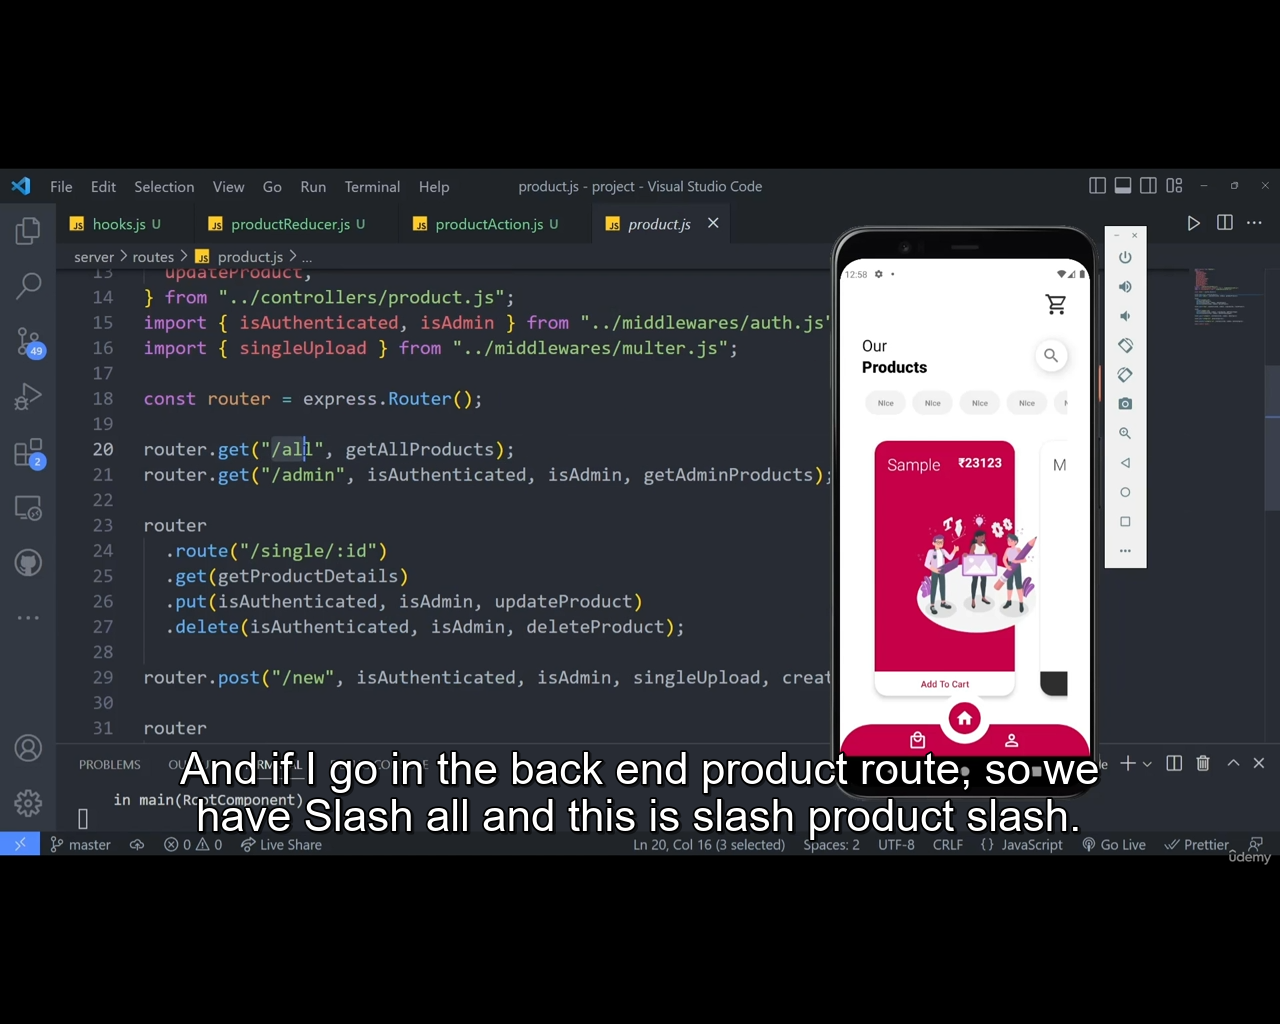 File Edit Selection View Go Run Terminal Help product.js - project - Visual Studio Code
hooks.js U productReducer.js U productAction.js U product.js
server > routes > product.js > ...
13 updateProduct,
14 } from "../controllers/product.js";
15 import { isAuthenticated, isAdmin } from "../middlewares/auth.js"
16 import { singleUpload } from "../middlewares/multer.js";
17
18 const router = express.Router();
19
20 router.get("/all", getAllProducts);
21 router.get("/admin", isAuthenticated, isAdmin, getAdminProducts);
22
23 router
24 .route("/single/:id")
25 .get(getProductDetails)
26 .put(isAuthenticated, isAdmin, updateProduct)
27 .delete(isAuthenticated, isAdmin, deleteProduct);
28
29 router.post("/new", isAuthenticated, isAdmin, singleUpload, creat
30
31 router
49
2
12:58
Our
Products
Nice Nice Nice Nice N
Sample ₹23123
M
Add To Cart
PROBLEMS
in main(RootComponent)
And if I go in the back end product route, so we
have Slash all and this is slash product slash.
master 0 0 Live Share Ln 20, Col 16 (3 selected) Spaces: 2 UTF-8 CRLF {} JavaScript Go Live Prettier
ûdemy